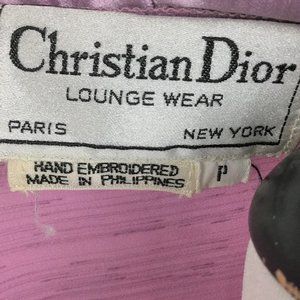 Christian Dior
LOUNGE WEAR
PARIS NEW YORK
HAND EMBROIDERED P
MADE IN PHILIPPINES